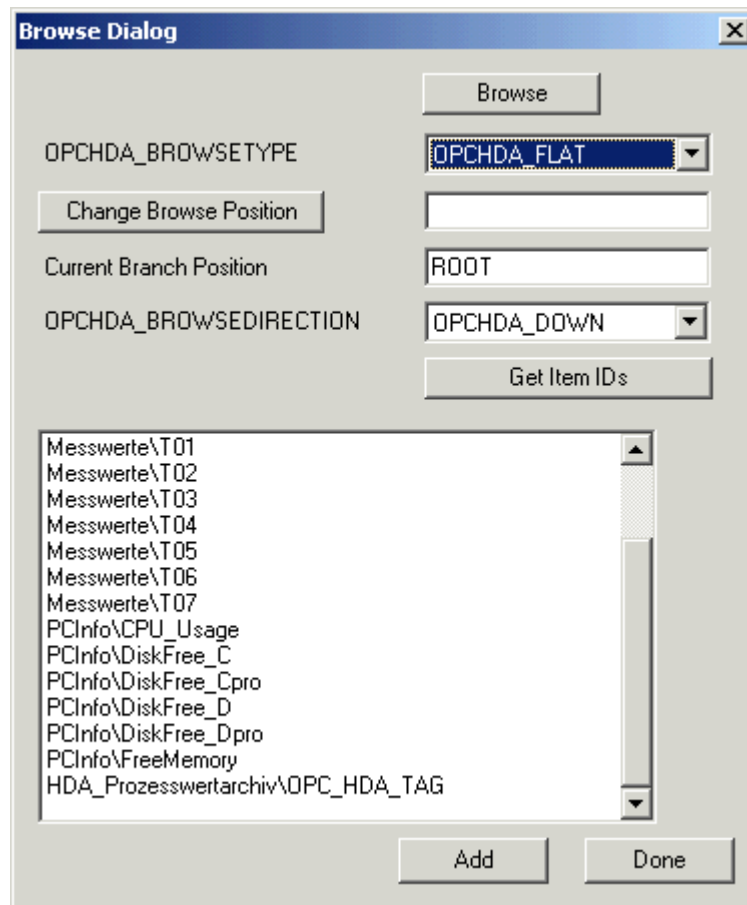 Browse Dialog
Browse
OPCHDA_BROWSETYPE OPCHDA_FLAT
Change Browse Position
Current Branch Position ROOT
OPCHDA_BROWSEDIRECTION OPCHDA_DOWN
Get Item IDs
Messwerte\T01
Messwerte\T02
Messwerte\T03
Messwerte\T04
Messwerte\T05
Messwerte\T06
Messwerte\T07
PCInfo\CPU_Usage
PCInfo\DiskFree_C
PCInfo\DiskFree_Cpro
PCInfo\DiskFree_D
PCInfo\DiskFree_Dpro
PCInfo\FreeMemory
HDA_Prozesswertarchiv\OPC_HDA_TAG
Add Done